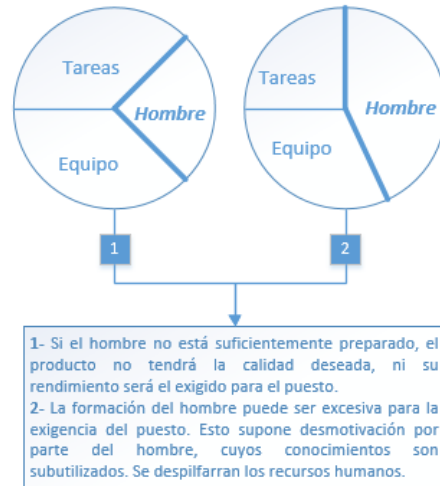 Tareas
Hombre
Equipo
Tareas
Hombre
Equipo
1
2
1- Si el hombre no está suficientemente preparado, el
producto no tendrá la calidad deseada, ni su
rendimiento será el exigido para el puesto.
2- La formación del hombre puede ser excesiva para la
exigencia del puesto. Esto supone desmotivación por
parte del hombre, cuyos conocimientos son
subutilizados. Se despilfarran los recursos humanos.